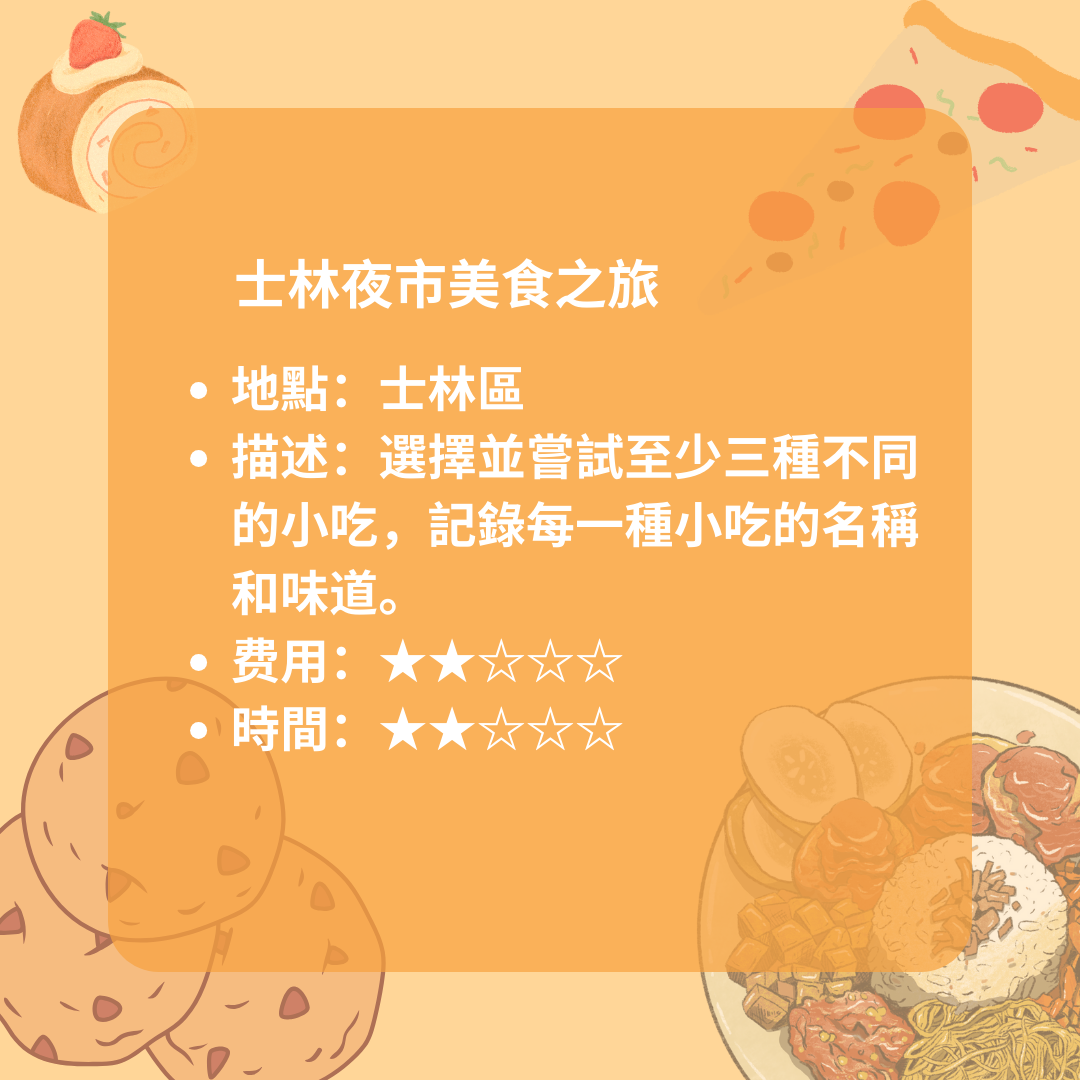 士林夜市美食之旅
• 地點：士林區
• 描述：選擇並嘗試至少三種不同
的小吃，記錄每一種小吃的名稱
和味道。
• 费用：★★☆☆☆
• 時間：★★☆☆☆